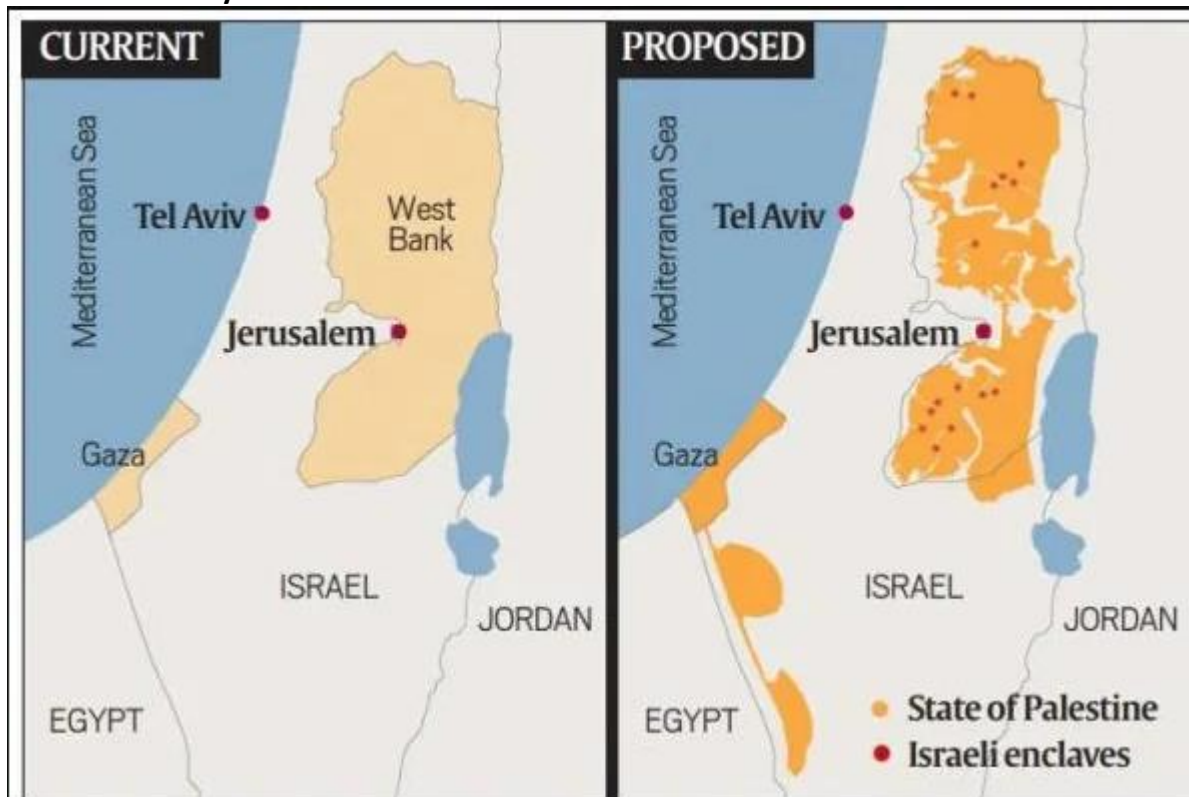 CURRENT
Mediterranean Sea
Tel Aviv
West
Bank
Jerusalem
Gaza
ISRAEL
JORDAN
EGYPT
PROPOSED
Mediterranean Sea
Tel Aviv
Jerusalem
Gaza
ISRAEL
JORDAN
EGYPT
State of Palestine
Israeli enclaves